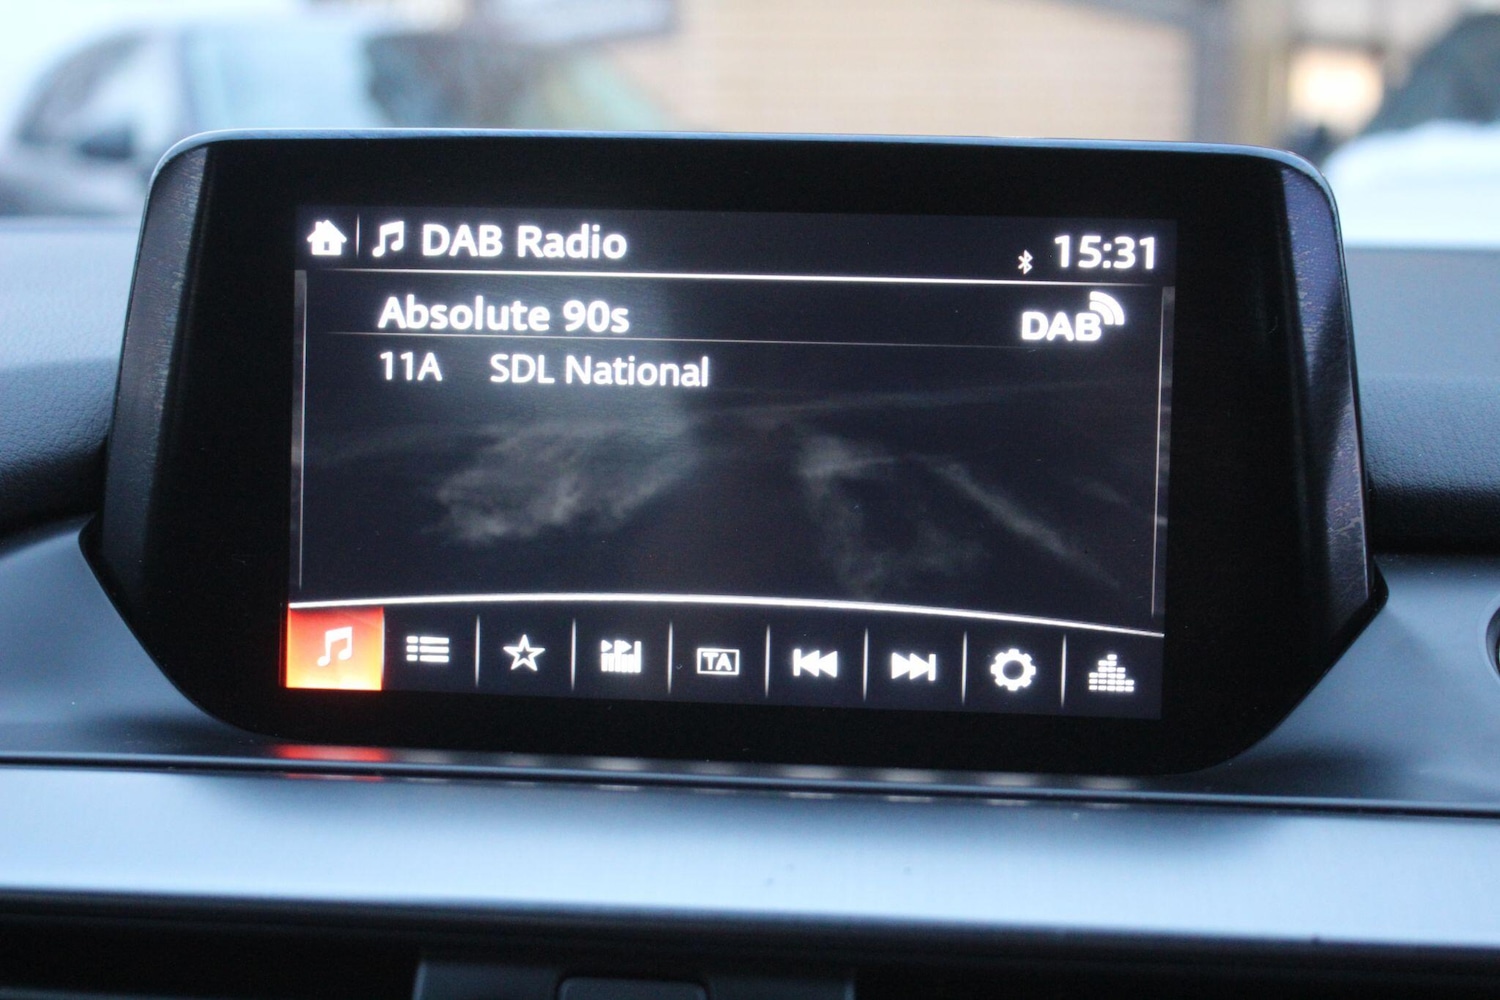 DAB Radio 15:31
Absolute 90s DAB
11A SDL National
TA